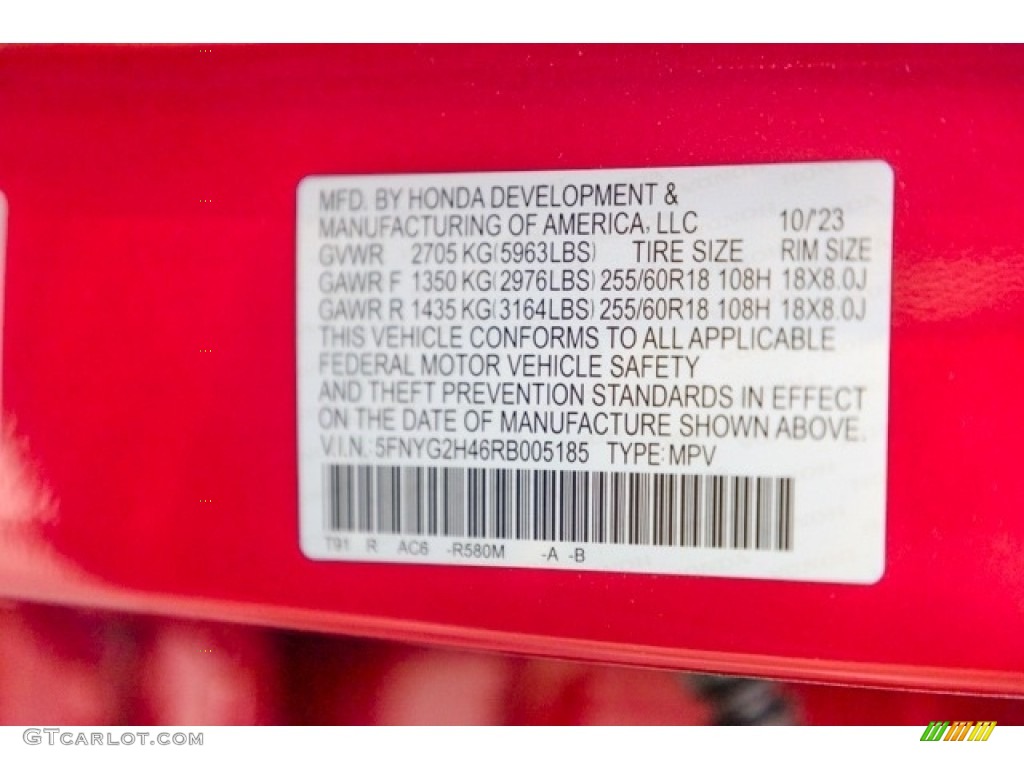 MFD. BY HONDA DEVELOPMENT &
MANUFACTURING OF AMERICA, LLC 10/'23
GVWR 2705 KG(5963LBS) TIRE SIZE RIM SIZE
GAWR F 1350 KG(2976LBS) 255/60R18 108H 18X8.0J
GAWR R 1435 KG(3164LBS) 255/60R18 108H 18X8.0J
THIS VEHICLE CONFORMS TO ALL APPLICABLE
FEDERAL MOTOR VEHICLE SAFETY
AND THEFT PREVENTION STANDARDS IN EFFECT
ON THE DATE OF MANUFACTURE SHOWN ABOVE.
V.I.N.: 5FNYG2H46RB005185 TYPE: MPV
T91 R AC6 -R580M -A -B
GTCARLOT.COM